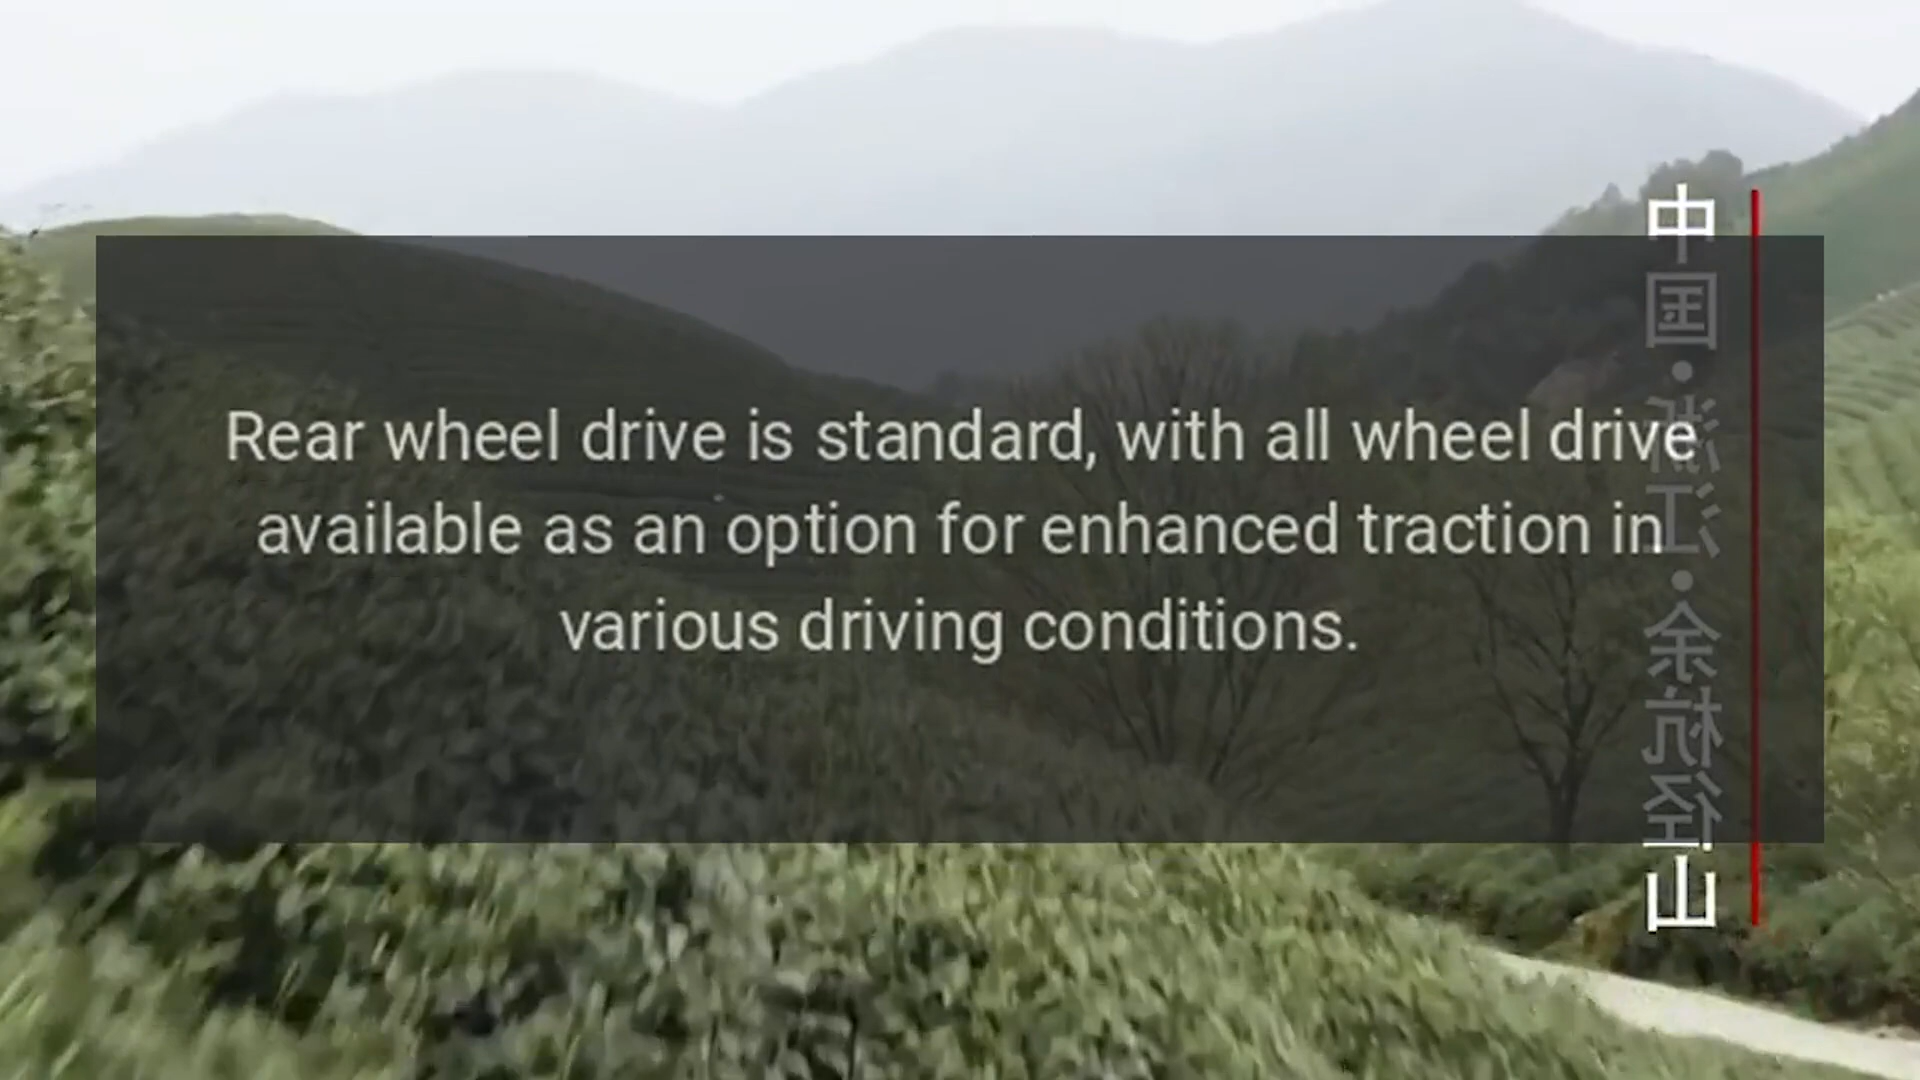 Rear wheel drive is standard, with all wheel drive
available as an option for enhanced traction in
various driving conditions.
中国·浙江·余杭径山